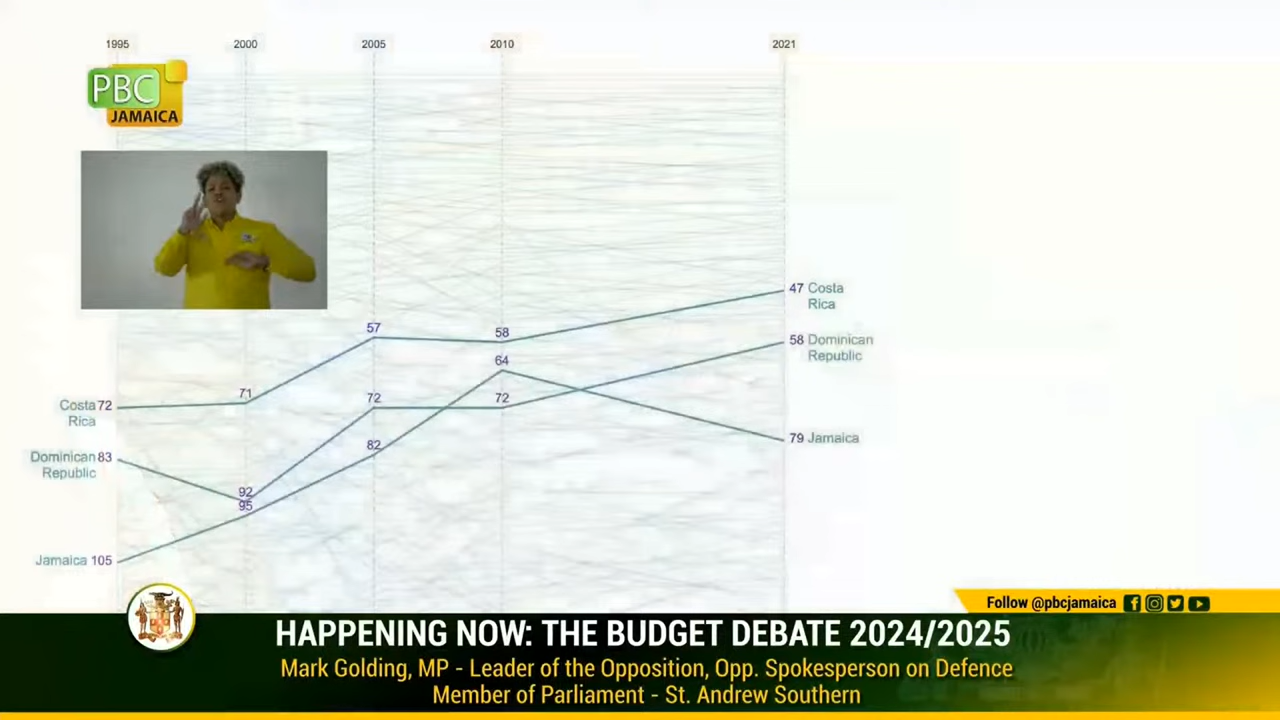 1995 2000 2005 2010 2021
PBC
JAMAICA
47 Costa
Rica
57
58
58 Dominican
Republic
64
71
72
72
Costa 72
Rica
79 Jamaica
82
Dominican 83
Republic
92
95
Jamaica 105
Follow @pbcjamaica
HAPPENING NOW: THE BUDGET DEBATE 2024/2025
Mark Golding, MP - Leader of the Opposition, Opp. Spokesperson on Defence
Member of Parliament - St. Andrew Southern